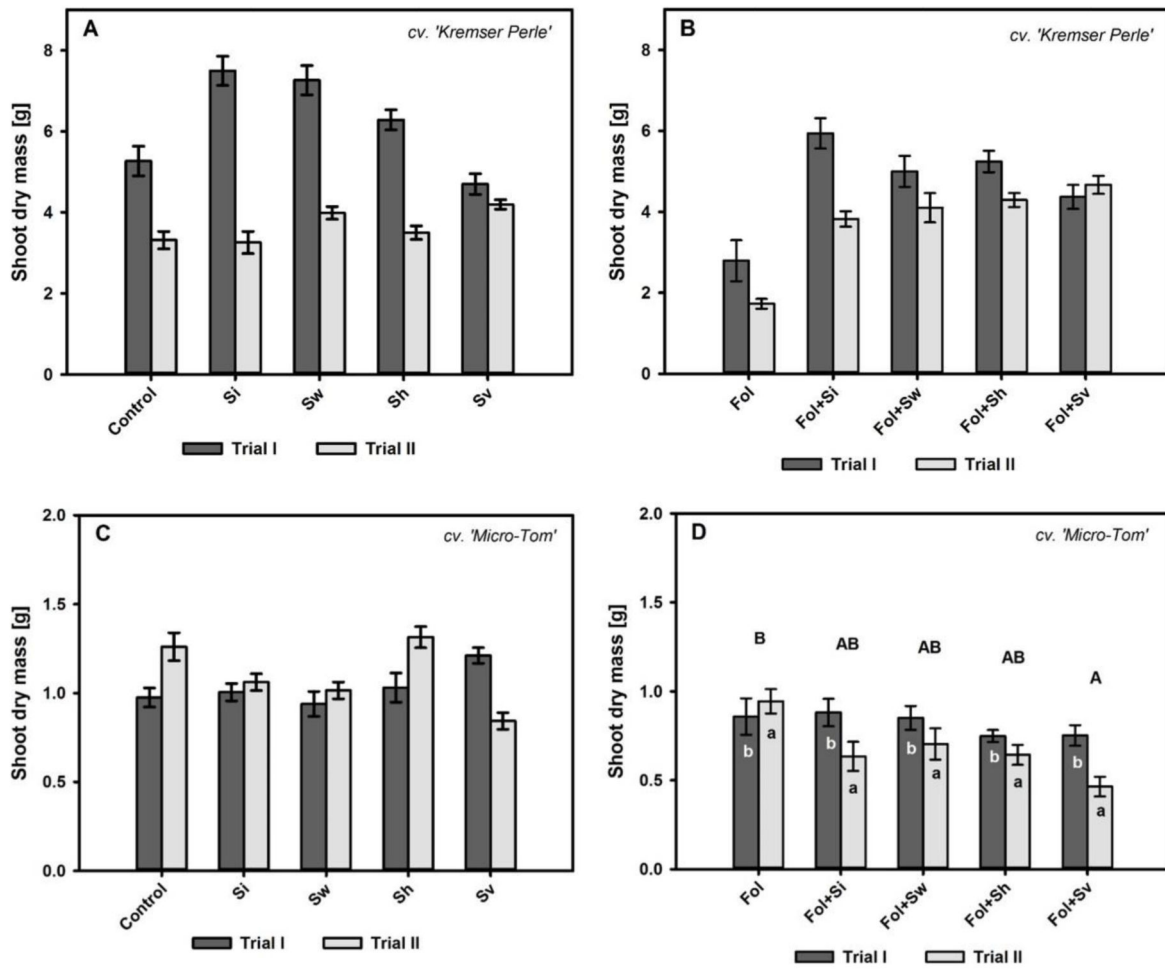 A
cv. 'Kremser Perle'
Shoot dry mass [g]
8
6
4
2
0
Control
Si
Sw
Sh
Sv
Trial I
Trial II
B
cv. 'Kremser Perle'
Shoot dry mass [g]
8
6
4
2
0
Fol
Fol+Si
Fol+Sw
Fol+Sh
Fol+Sv
Trial I
Trial II
C
cv. 'Micro-Tom'
Shoot dry mass [g]
2.0
1.5
1.0
0.5
0.0
Control
Si
Sw
Sh
Sv
Trial I
Trial II
D
cv. 'Micro-Tom'
Shoot dry mass [g]
2.0
1.5
1.0
0.5
0.0
B
AB
AB
AB
A
b
a
b
a
b
a
b
a
b
a
Fol
Fol+Si
Fol+Sw
Fol+Sh
Fol+Sv
Trial I
Trial II